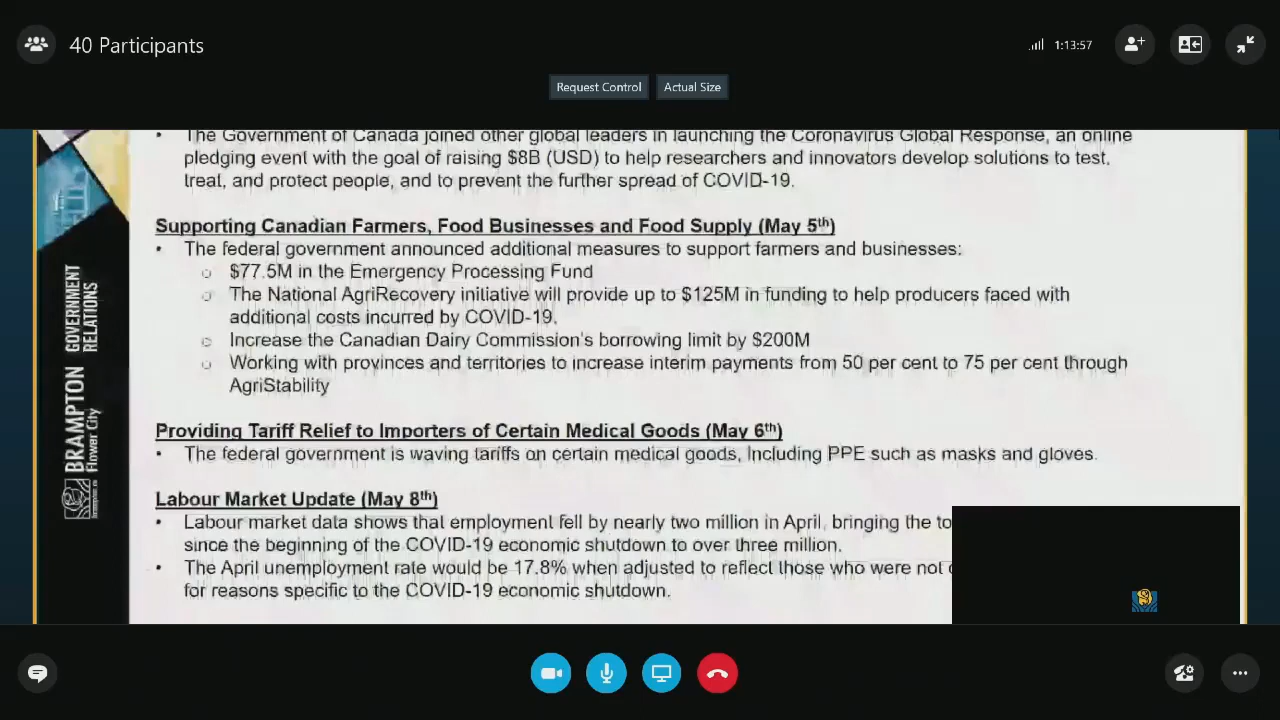 40 Participants
1:13:57
Request Control
Actual Size
The Government of Canada joined other global leaders in launching the Coronavirus Global Response, an online
pledging event with the goal of raising $8B (USD) to help researchers and innovators develop solutions to test,
treat, and protect people, and to prevent the further spread of COVID-19.
Supporting Canadian Farmers, Food Businesses and Food Supply (May 5th)
• The federal government announced additional measures to support farmers and businesses:
o $77.5M in the Emergency Processing Fund
o The National AgriRecovery initiative will provide up to $125M in funding to help producers faced with
additional costs incurred by COVID-19.
o Increase the Canadian Dairy Commission's borrowing limit by $200M
o Working with provinces and territories to increase interim payments from 50 per cent to 75 per cent through
AgriStability
Providing Tariff Relief to Importers of Certain Medical Goods (May 6th)
• The federal government is waving tariffs on certain medical goods, including PPE such as masks and gloves.
Labour Market Update (May 8th)
• Labour market data shows that employment fell by nearly two million in April, bringing the to
since the beginning of the COVID-19 economic shutdown to over three million.
• The April unemployment rate would be 17.8% when adjusted to reflect those who were not
for reasons specific to the COVID-19 economic shutdown.
BRAMPTON
Flower City
GOVERNMENT
RELATIONS